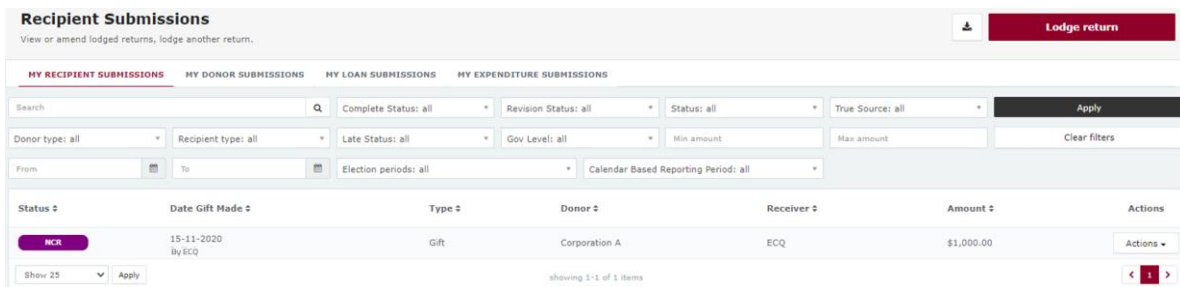 Recipient Submissions
View or amend lodged returns, lodge another return.
Lodge return
MY RECIPIENT SUBMISSIONS MY DONOR SUBMISSIONS MY LOAN SUBMISSIONS MY EXPENDITURE SUBMISSIONS
Search Complete Status: all Revision Status: all Status: all True Source: all Apply
Donor type: all Recipient type: all Late Status: all Gov Level: all Min amount Max amount Clear filters
From To Election periods: all Calendar Based Reporting Period: all
Status Date Gift Made Type Donor Receiver Amount Actions
NCR 15-11-2020 Gift Corporation A ECQ $1,000.00 Actions
By ECQ
Show 25 Apply showing 1-1 of 1 items 1